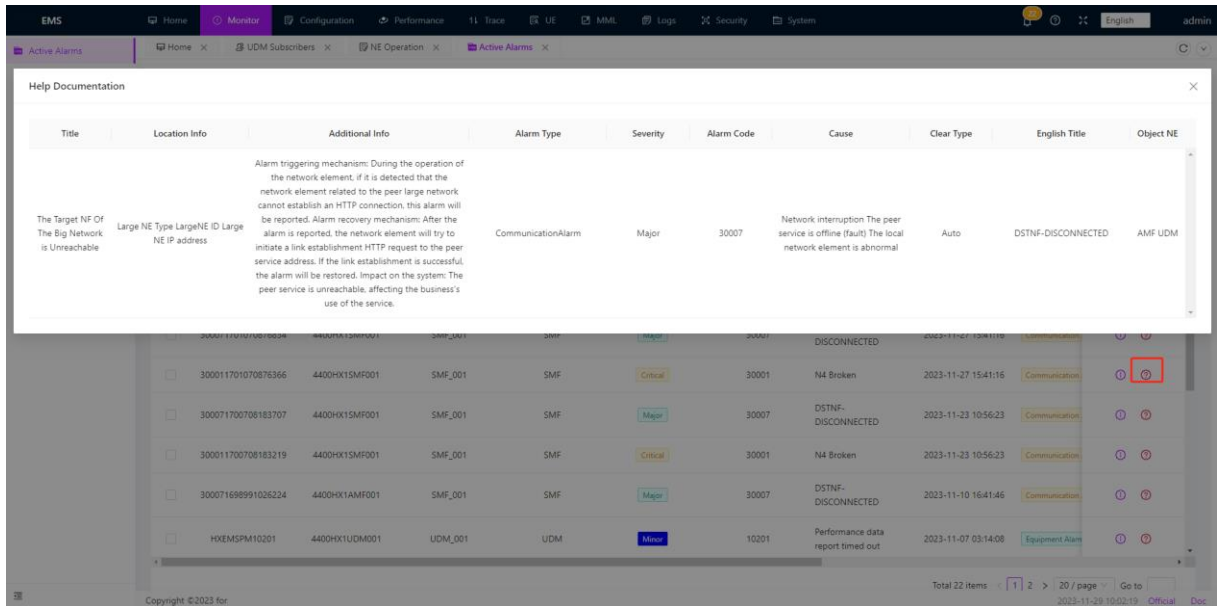 EMS Home Monitor Configuration Performance Trace UE MML Logs Security System 22 English admin
Active Alarms Home UDM Subscribers NE Operation Active Alarms
Help Documentation
Title Location Info Additional Info Alarm Type Severity Alarm Code Cause Clear Type English Title Object NE
The Target NF Of
The Big Network
is Unreachable
Large NE Type LargeNE ID Large
NE IP address
Alarm triggering mechanism: During the operation of
the network element, if it is detected that the
network element related to the peer large network
cannot establish an HTTP connection, this alarm will
be reported. Alarm recovery mechanism: After the
alarm is reported, the network element will try to
initiate a link establishment HTTP request to the peer
service address. If the link establishment is successful,
the alarm will be restored. Impact on the system: The
peer service is unreachable, affecting the business's
use of the service.
CommunicationAlarm
Major
30007
Network interruption The peer
service is offline (fault) The local
network element is abnormal
Auto
DSTNF-DISCONNECTED
AMF UDM
SMF_001 SMF Major 30007 DISCONNECTED 2023-11-27 15:41:16 Communication
300011701070876366 4400HX1SMF001 SMF_001 SMF Critical 30001 N4 Broken 2023-11-27 15:41:16 Communication
300071700708183707 4400HX1SMF001 SMF_001 SMF Major 30007 DSTNF-
DISCONNECTED 2023-11-23 10:56:23 Communication
300011700708183219 4400HX1SMF001 SMF_001 SMF Critical 30001 N4 Broken 2023-11-23 10:56:23 Communication
300071698991026224 4400HX1AMF001 SMF_001 SMF Major 30007 DSTNF-
DISCONNECTED 2023-11-10 16:41:46 Communication
HXEMSPM10201 4400HX1UDM001 UDM_001 UDM Minor 10201 Performance data
report timed out 2023-11-07 03:14:08 Equipment Alarm
Total 22 items < 1 2 > 20 / page Go to
Copyright ©2023 for 2023-11-29 10:02:19 Official Doc